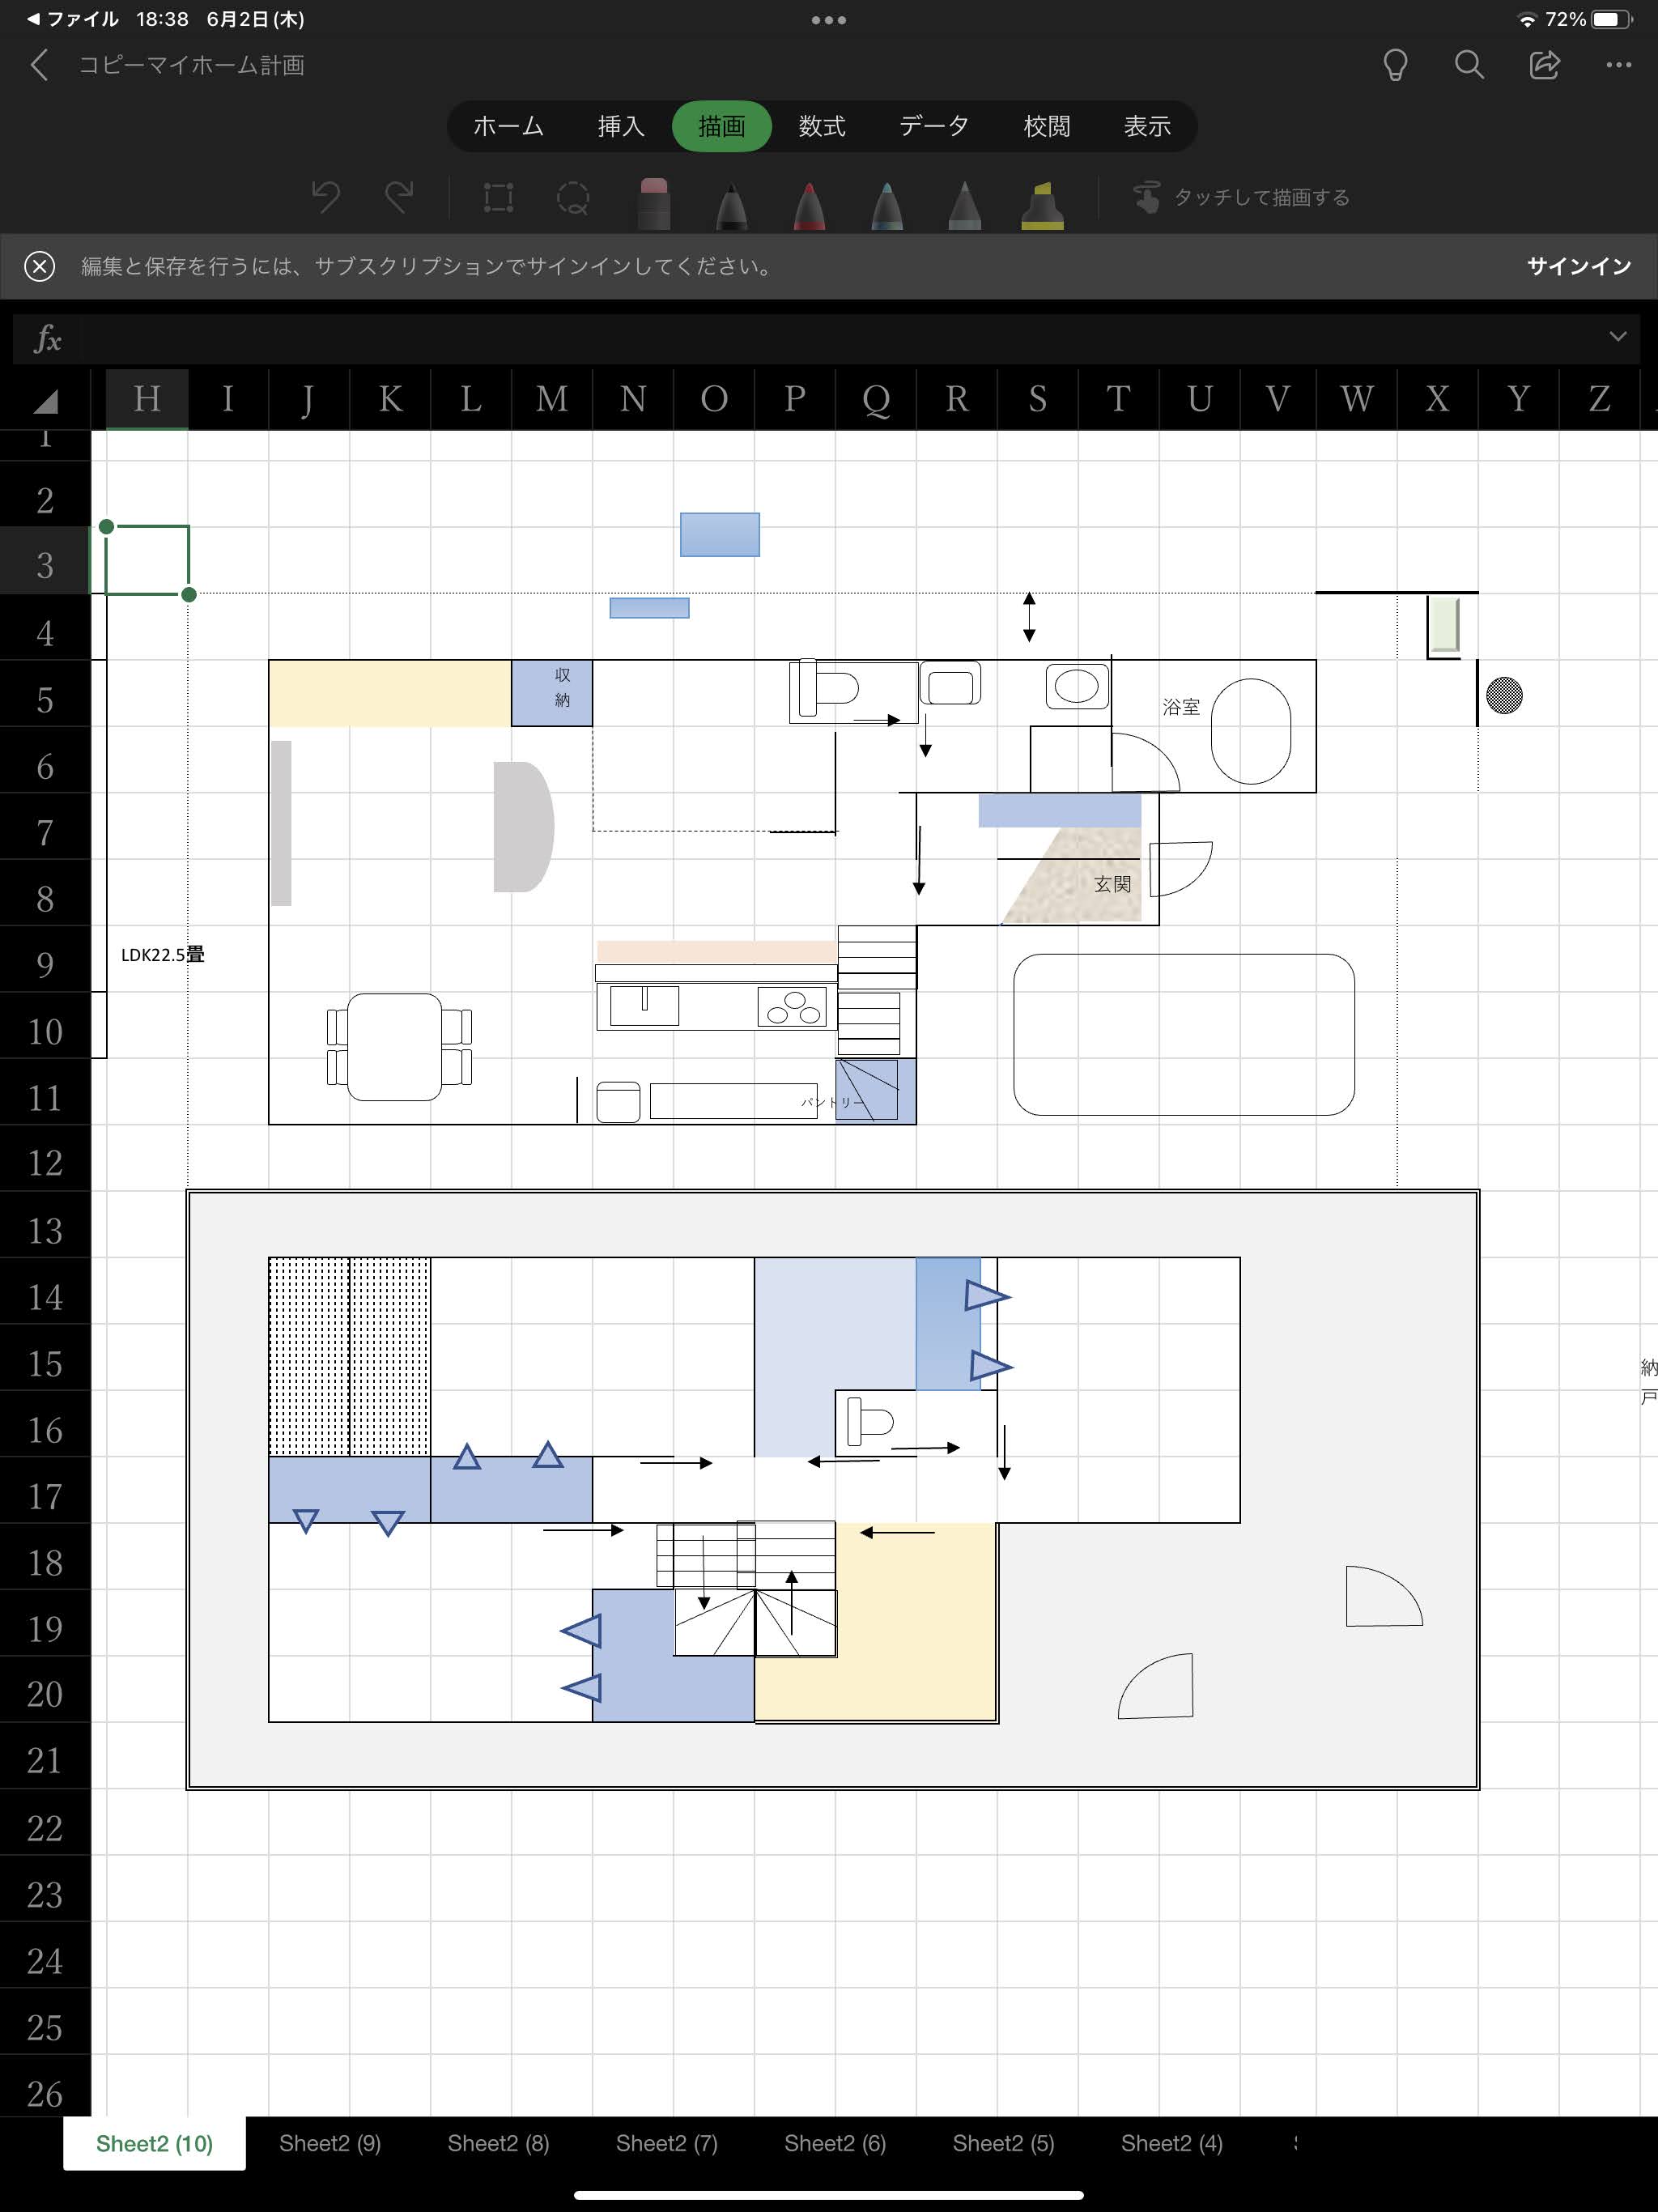 ファイル 18:38 6月2日(木) 72%
コピーマイホーム計画
ホーム 挿入 描画 数式 データ 校閲 表示
タッチして描画する
編集と保存を行うには、サブスクリプションでサインインしてください。 サインイン
fx
H I J K L M N O P Q R S T U V W X Y Z
1
2
3
4
5
6
7
8
9
10
11
12
13
14
15
16
17
18
19
20
21
22
23
24
25
26
収
納
浴室
玄関
LDK22.5畳
パントリー
納
戸
Sheet2 (10) Sheet2 (9) Sheet2 (8) Sheet2 (7) Sheet2 (6) Sheet2 (5) Sheet2 (4)